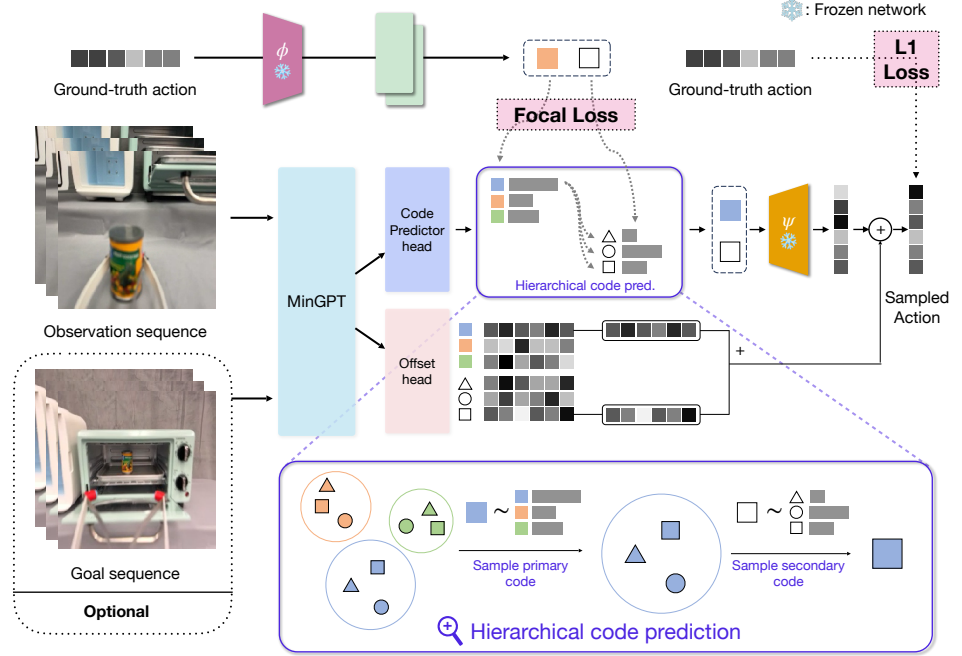 : Frozen network
ϕ
Ground-truth action
Ground-truth action
L1
Loss
Focal Loss
Code
Predictor
head
MinGPT
Hierarchical code pred.
ψ
+
Observation sequence
Sampled
Action
Offset
head
+
Goal sequence
Optional
~
~
Sample primary
code
Sample secondary
code
Hierarchical code prediction